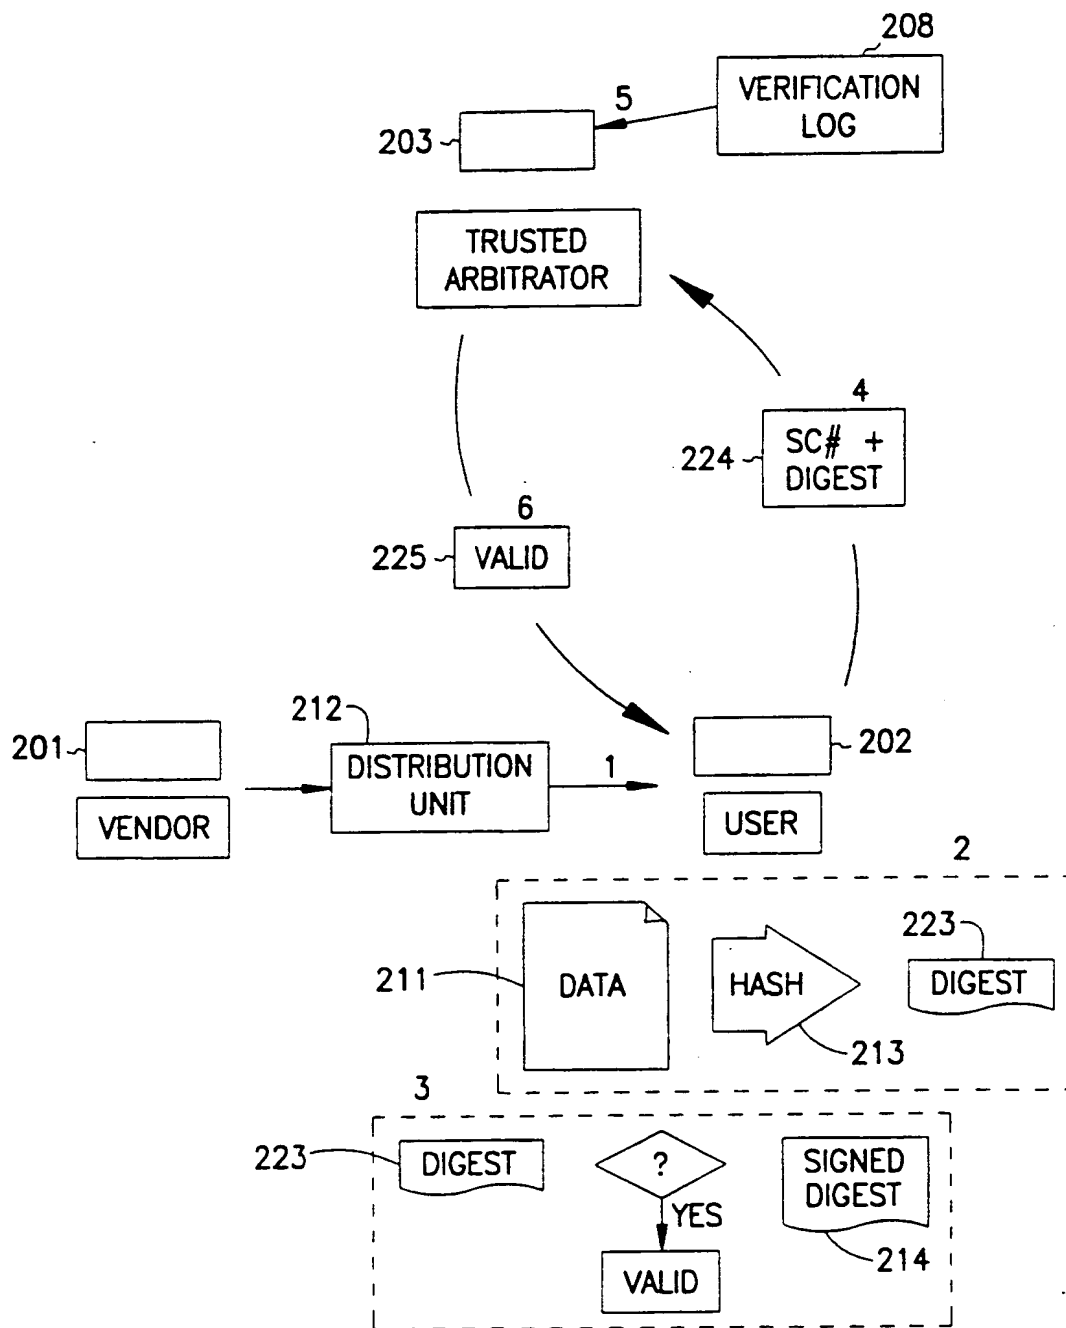 208
VERIFICATION
LOG
5
203
TRUSTED
ARBITRATOR
4
SC# +
DIGEST
224
6
VALID
225
212
201
DISTRIBUTION
UNIT
1
202
VENDOR
USER
2
223
211
DATA
HASH
DIGEST
213
3
223
DIGEST
?
SIGNED
DIGEST
YES
214
VALID